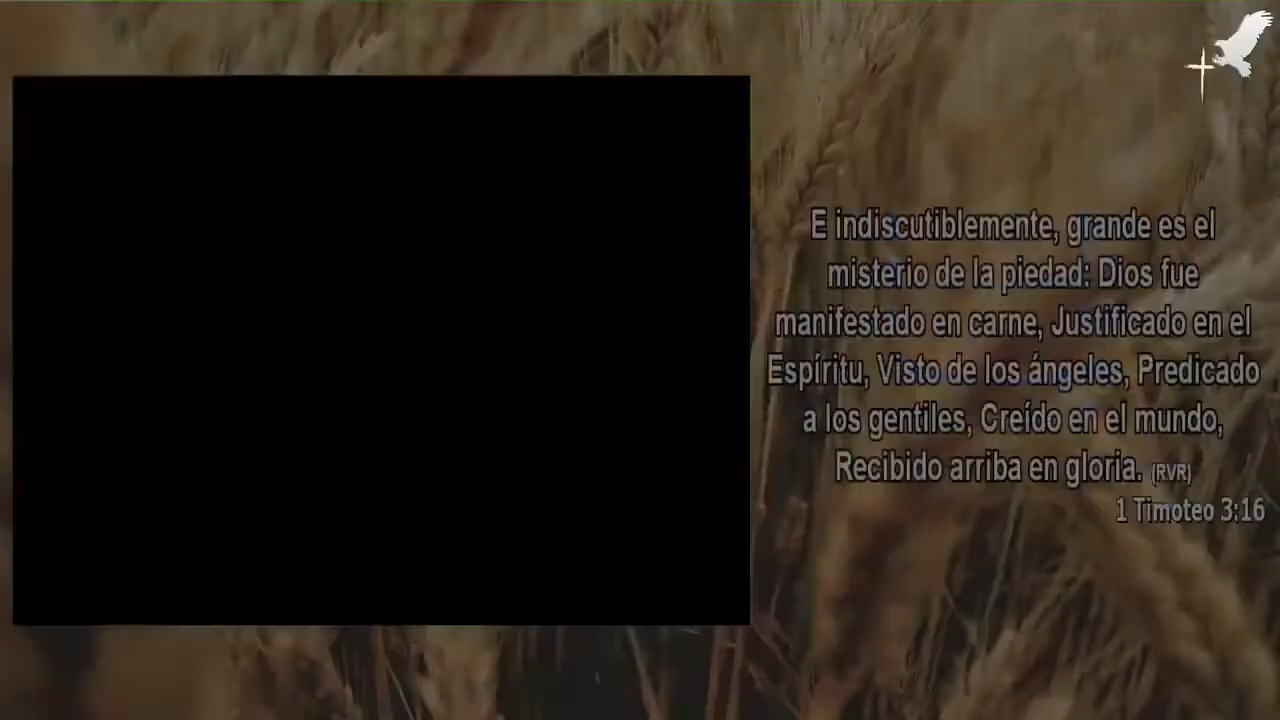 E indiscutiblemente, grande es el
misterio de la piedad: Dios fue
manifestado en carne, Justificado en el
Espíritu, Visto de los ángeles, Predicado
a los gentiles, Creído en el mundo,
Recibido arriba en gloria. (RVR)
1 Timoteo 3:16